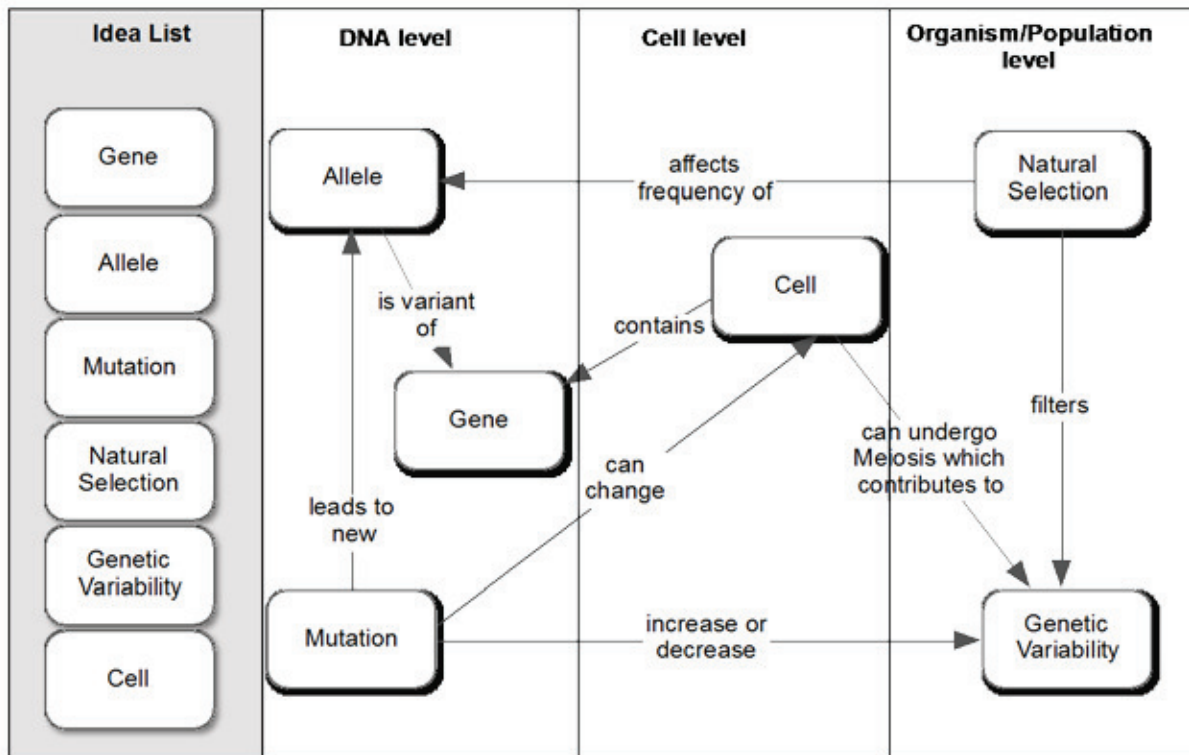 Idea List
Gene
Allele
Mutation
Natural
Selection
Genetic
Variability
Cell
DNA level
Cell level
Organism/Population
level
Allele
affects
frequency of
Natural
Selection
Cell
is variant
of
contains
Gene
filters
can undergo
Meiosis which
contributes to
can
change
leads to
new
Mutation
increase or
decrease
Genetic
Variability